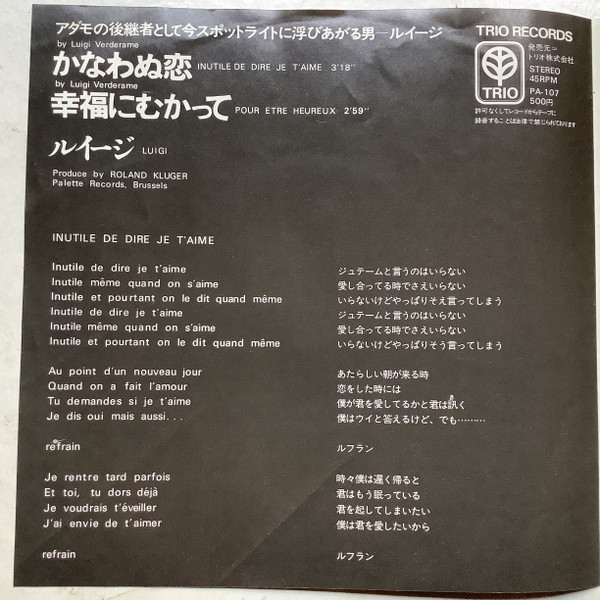 アダモの後継者として今スポットライトに浮びあがる男―ルイージ
by Luigi Verderame
かなわぬ恋 INUTILE DE DIRE JE T'AIME 3'18''
by Luigi Verderame
幸福にむかって POUR ETRE HEUREUX 2'59''
ルイージ LUIGI
Produce by ROLAND KLUGER
Palette Records, Brussels
TRIO RECORDS
TRIO
発売元=
トリオ株式会社
STEREO
45RPM
PA-107
500円
許可なくしてレコードからテープに
録音することは法律で禁じられております
INUTILE DE DIRE JE T'AIME
Inutile de dire je t'aime
Inutile même quand on s'aime
Inutile et pourtant on le dit quand même
Inutile de dire je t'aime
Inutile même quand on s'aime
Inutile et pourtant on le dit quand même
Au point d'un nouveau jour
Quand on a fait l'amour
Tu demandes si je t'aime
Je dis oui mais aussi...
refrain
Je rentre tard parfois
Et toi, tu dors déjà
Je voudrais t'éveiller
J'ai envie de t'aimer
refrain
ジュテームと言うのはいらない
愛し合ってる時でさえいらない
いらないけどやっぱりそえ言ってしまう
ジュテームと言うのはいらない
愛し合ってる時でさえいらない
いらないけどやっぱりそう言ってしまう
あたらしい朝が来る時
恋をした時には
僕が君を愛してるかと君は訊く
僕はウイと答えるけど、でも………
ルフラン
時々僕は遅く帰ると
君はもう眠っている
君を起してしまいたい
僕は君を愛したいから
ルフラン